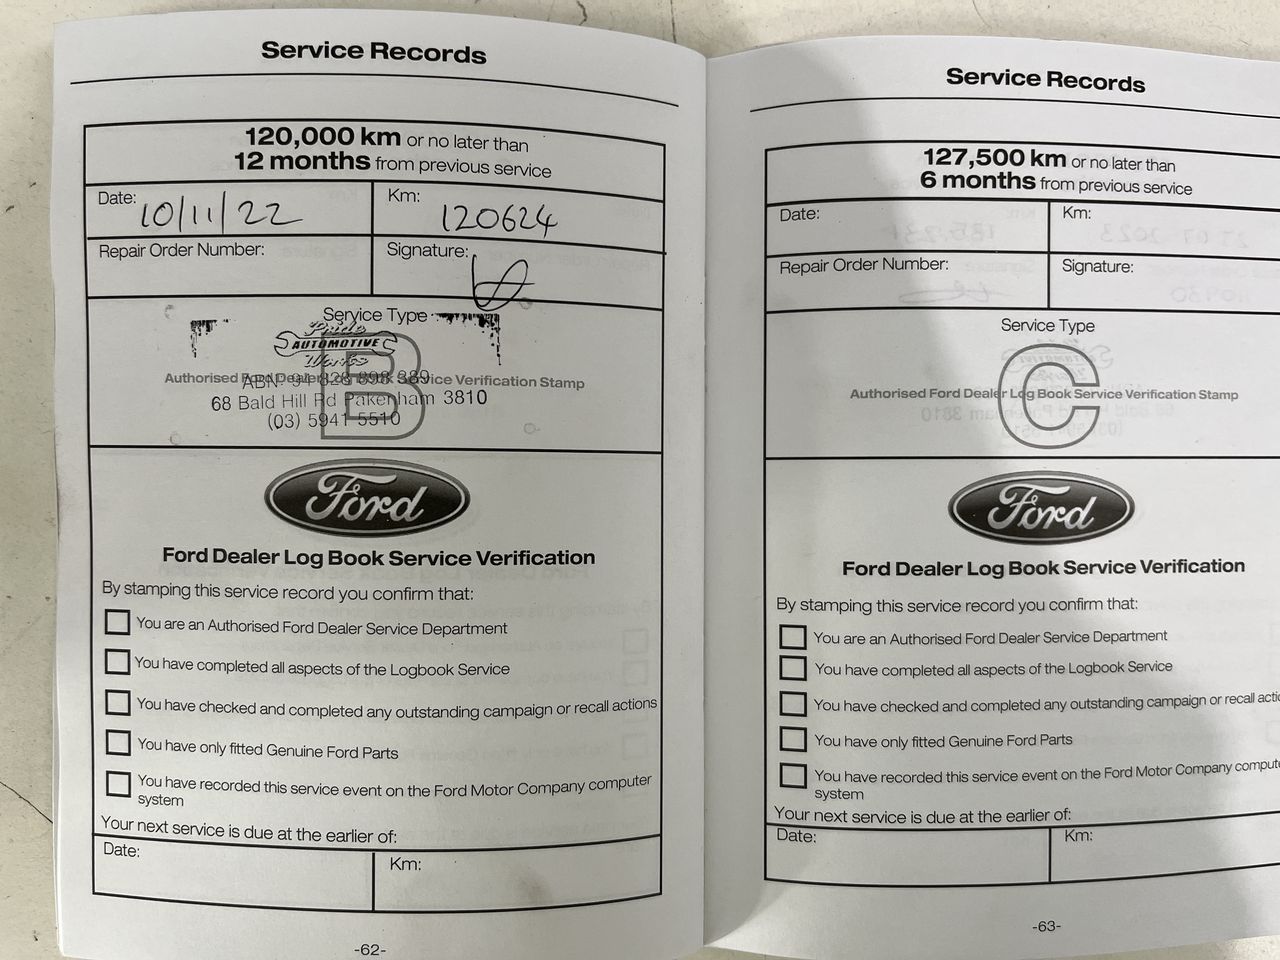 Service Records
120,000 km or no later than
12 months from previous service
Date: 10/11/22
Km: 120624
Repair Order Number:
Signature:
Service Type
B
Pride
AUTOMOTIVE
Works
Authorised Ford Dealer Log Book Service Verification Stamp
68 Bald Hill Rd Pakenham 3810
(03) 5941 5510
Ford
Ford Dealer Log Book Service Verification
By stamping this service record you confirm that:
You are an Authorised Ford Dealer Service Department
You have completed all aspects of the Logbook Service
You have checked and completed any outstanding campaign or recall actions
You have only fitted Genuine Ford Parts
You have recorded this service event on the Ford Motor Company computer
system
Your next service is due at the earlier of:
Date:
Km:
-62-
Service Records
127,500 km or no later than
6 months from previous service
Date:
Km:
Repair Order Number:
Signature:
Service Type
C
Authorised Ford Dealer Log Book Service Verification Stamp
Ford
Ford Dealer Log Book Service Verification
By stamping this service record you confirm that:
You are an Authorised Ford Dealer Service Department
You have completed all aspects of the Logbook Service
You have checked and completed any outstanding campaign or recall actio
You have only fitted Genuine Ford Parts
You have recorded this service event on the Ford Motor Company compute
system
Your next service is due at the earlier of:
Date:
Km:
-63-